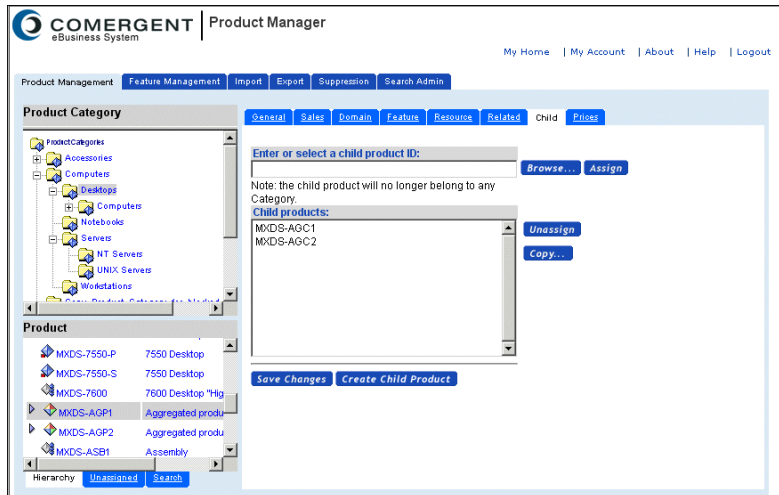 COMERGENT
eBusiness System
Product Manager
My Home | My Account | About | Help | Logout
Product Management Feature Management Import Export Suppression Search Admin
Product Category
ProductCategories
Accessories
Computers
Desktops
Computers
Notebooks
Servers
NT Servers
UNIX Servers
Workstations
Product
MXDS-7550-P 7550 Desktop
MXDS-7550-S 7550 Desktop
MXDS-7600 7600 Desktop "Hig
MXDS-AGP1 Aggregated produ
MXDS-AGP2 Aggregated produ
MXDS-ASB1 Assembly
Hierarchy Unassigned Search
General Sales Domain Feature Resource Related Child Prices
Enter or select a child product ID:
Browse... Assign
Note: the child product will no longer belong to any
Category.
Child products:
MXDS-AGC1
MXDS-AGC2
Unassign
Copy...
Save Changes Create Child Product